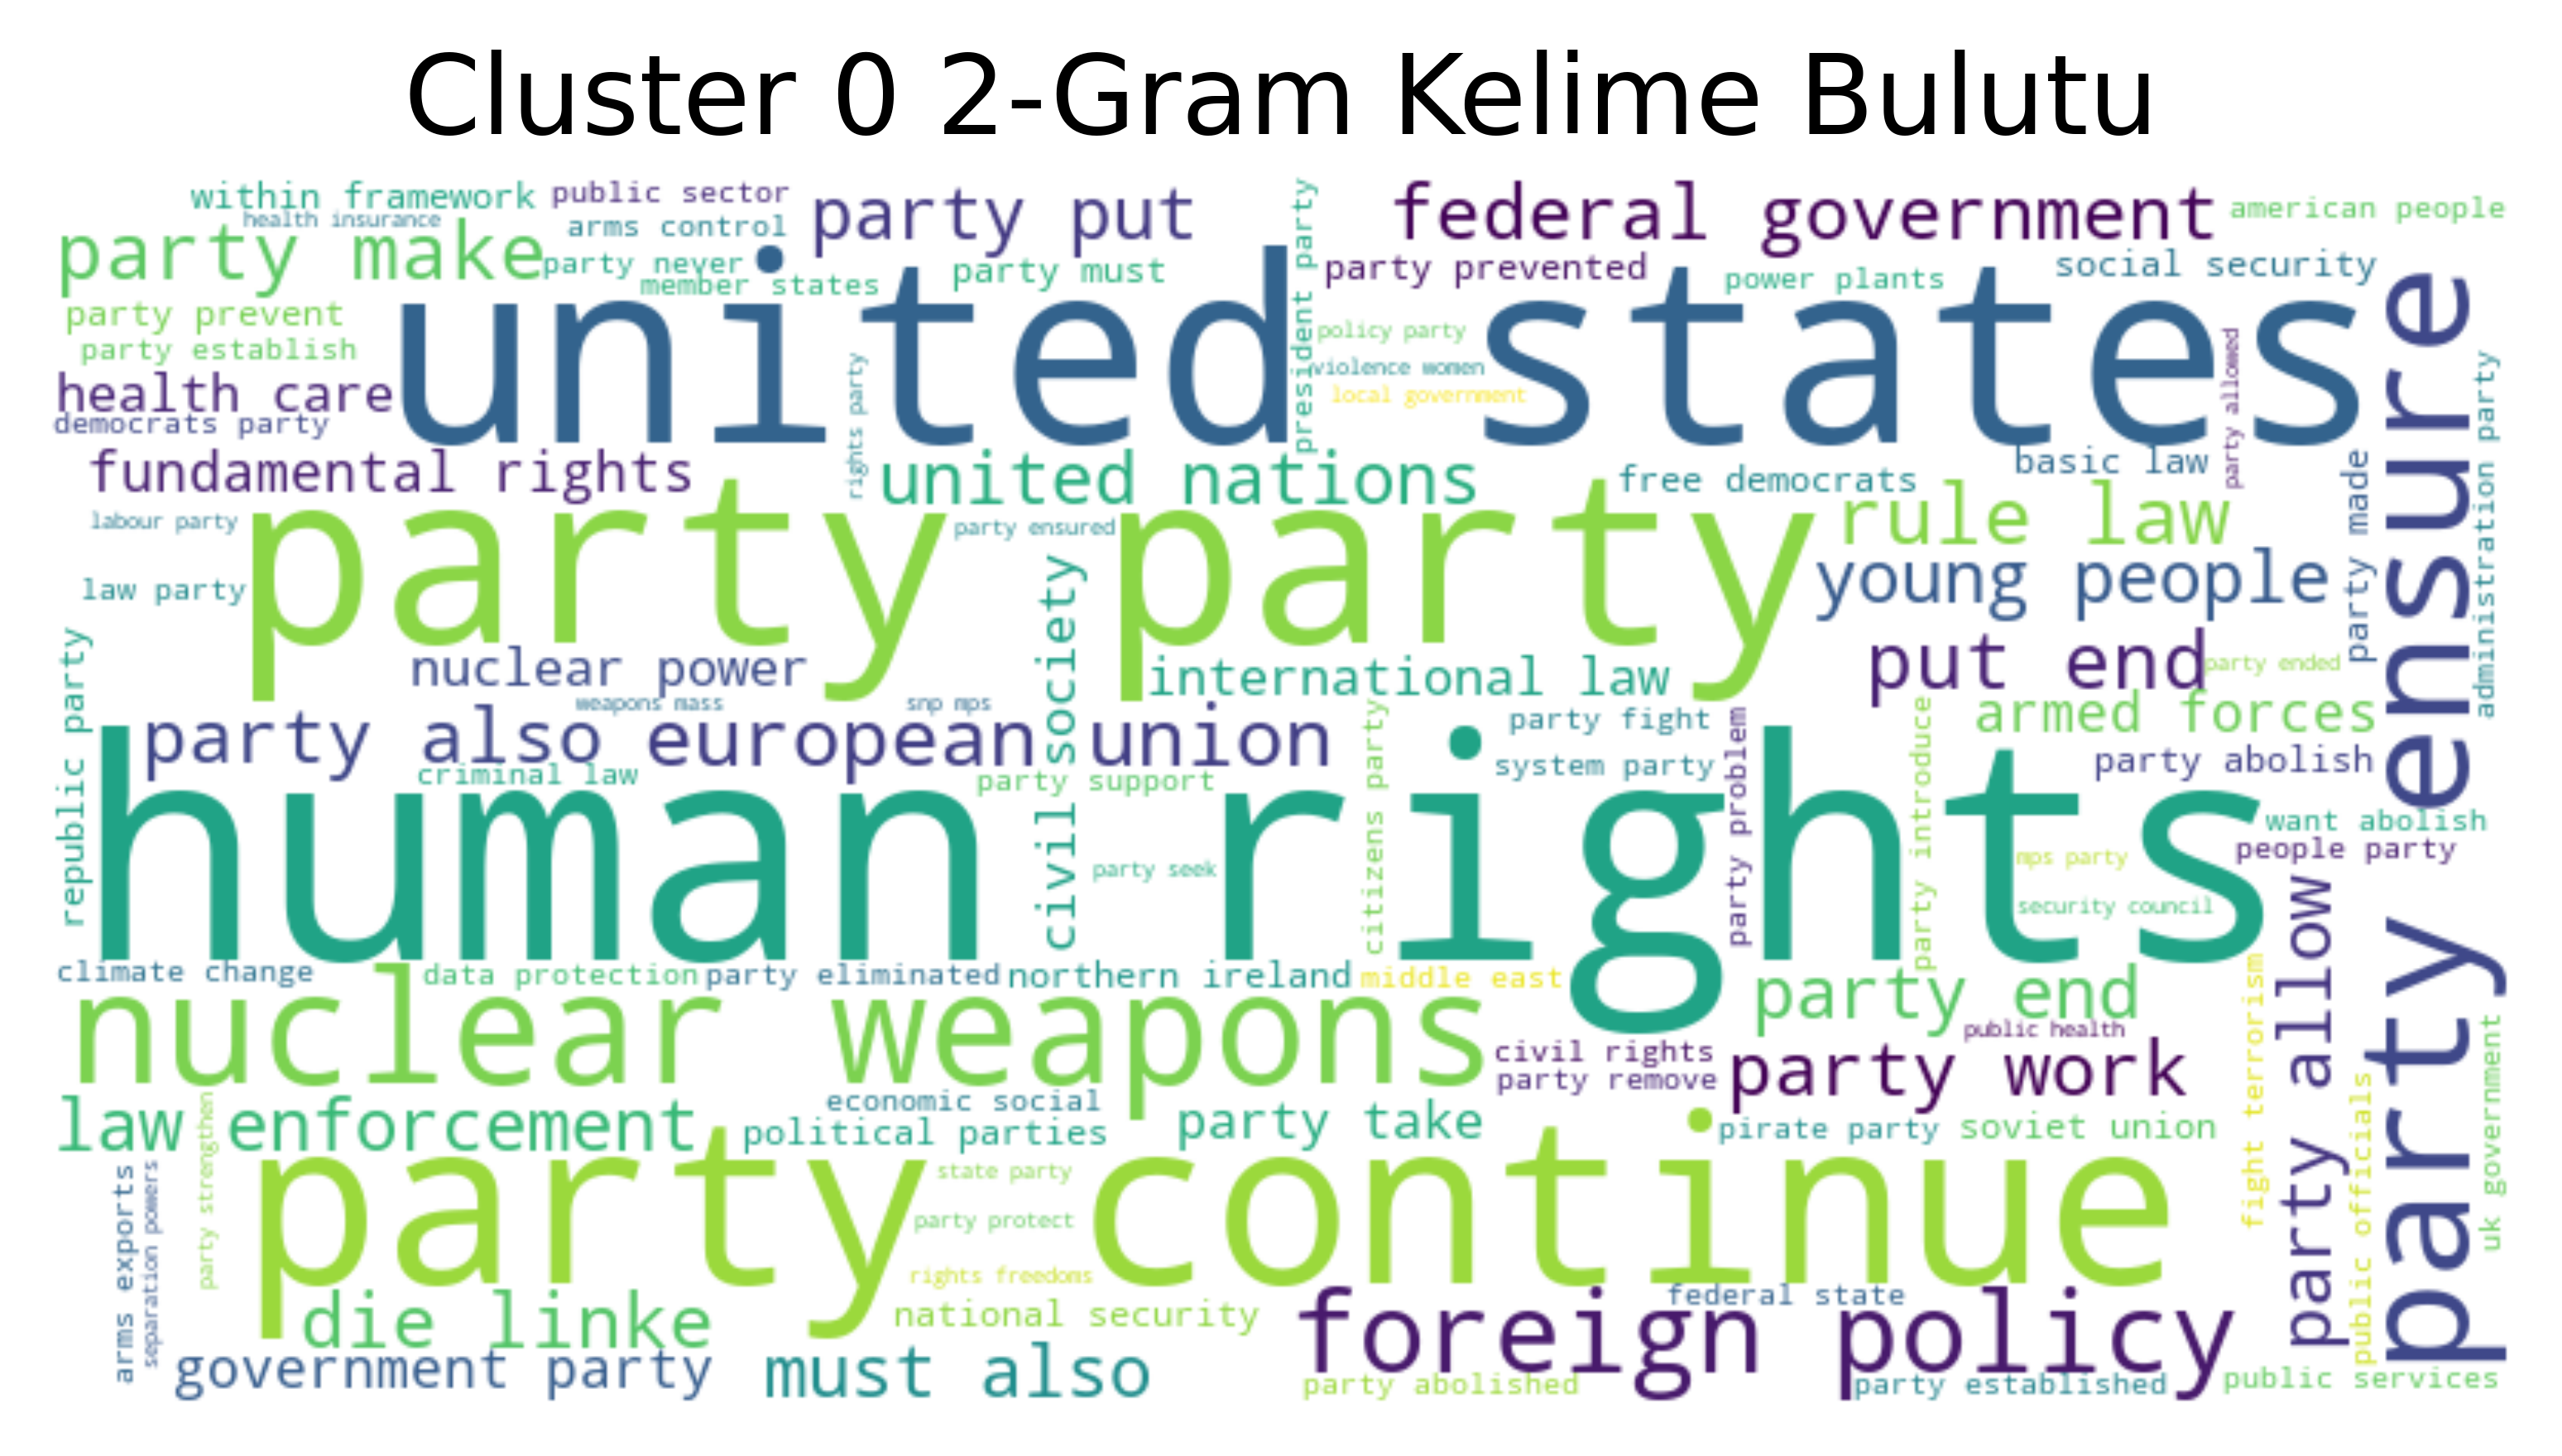 Cluster 0 2-Gram Kelime Bulutu
within framework
public sector
party put
federal government
american people
health insurance
arms control
party make
party never
party must
president party
party prevented
power plants
social security
member states
united states
party prevent
policy party
party establish
violence women
rights party
local government
health care
democrats party
party allowed
administration party
fundamental rights
united nations
free democrats
basic law
party made
party ensure
labour party
party party
party ensured
rule law
law party
civil society
young people
republic party
nuclear power
international law
put end
party ended
weapons mass
snp mps
party also
european union
party fight
armed forces
criminal law
party support
citizens party
system party
party problem
party introduce
party abolish
human rights
want abolish
people party
party seek
mps party
security council
party allow
climate change
data protection
party eliminated
northern ireland
middle east
nuclear weapons
party end
public health
civil rights
party remove
party work
fight terrorism
public officials
uk government
law enforcement
economic social
political parties
party take
pirate party
soviet union
party strengthen
arms exports
separation powers
party continue
state party
party protect
rights freedoms
die linke
national security
federal state
foreign policy
government party
must also
party abolished
party established
public services